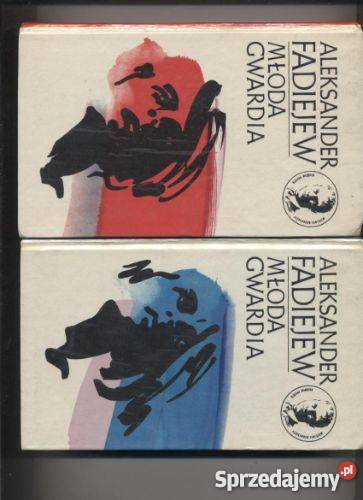 ALEKSANDER
FADIEJEW
MŁODA
GWARDIA
ALEKSANDER
FADIEJEW
MŁODA
GWARDIA
Sprzedajemy.pl